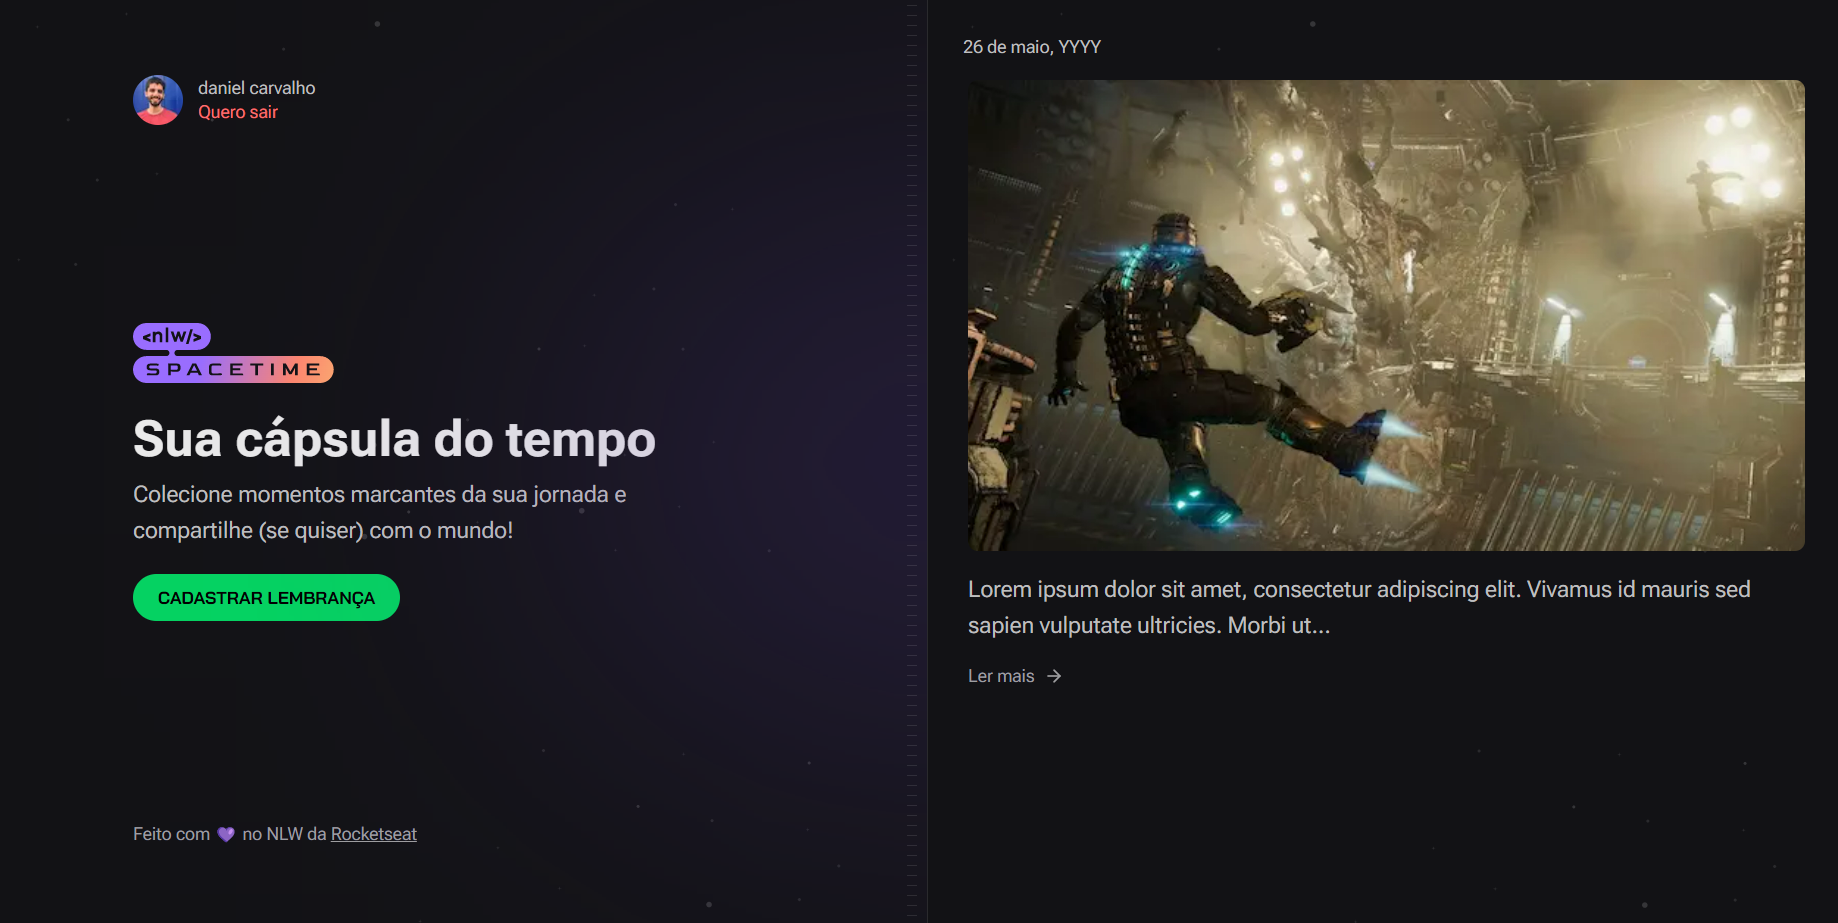 daniel carvalho
Quero sair
<nlw/>
SPACETIME
Sua cápsula do tempo
Colecione momentos marcantes da sua jornada e
compartilhe (se quiser) com o mundo!
CADASTRAR LEMBRANÇA
Feito com 💜 no NLW da Rocketseat
26 de maio, YYYY
Lorem ipsum dolor sit amet, consectetur adipiscing elit. Vivamus id mauris sed
sapien vulputate ultricies. Morbi ut...
Ler mais →